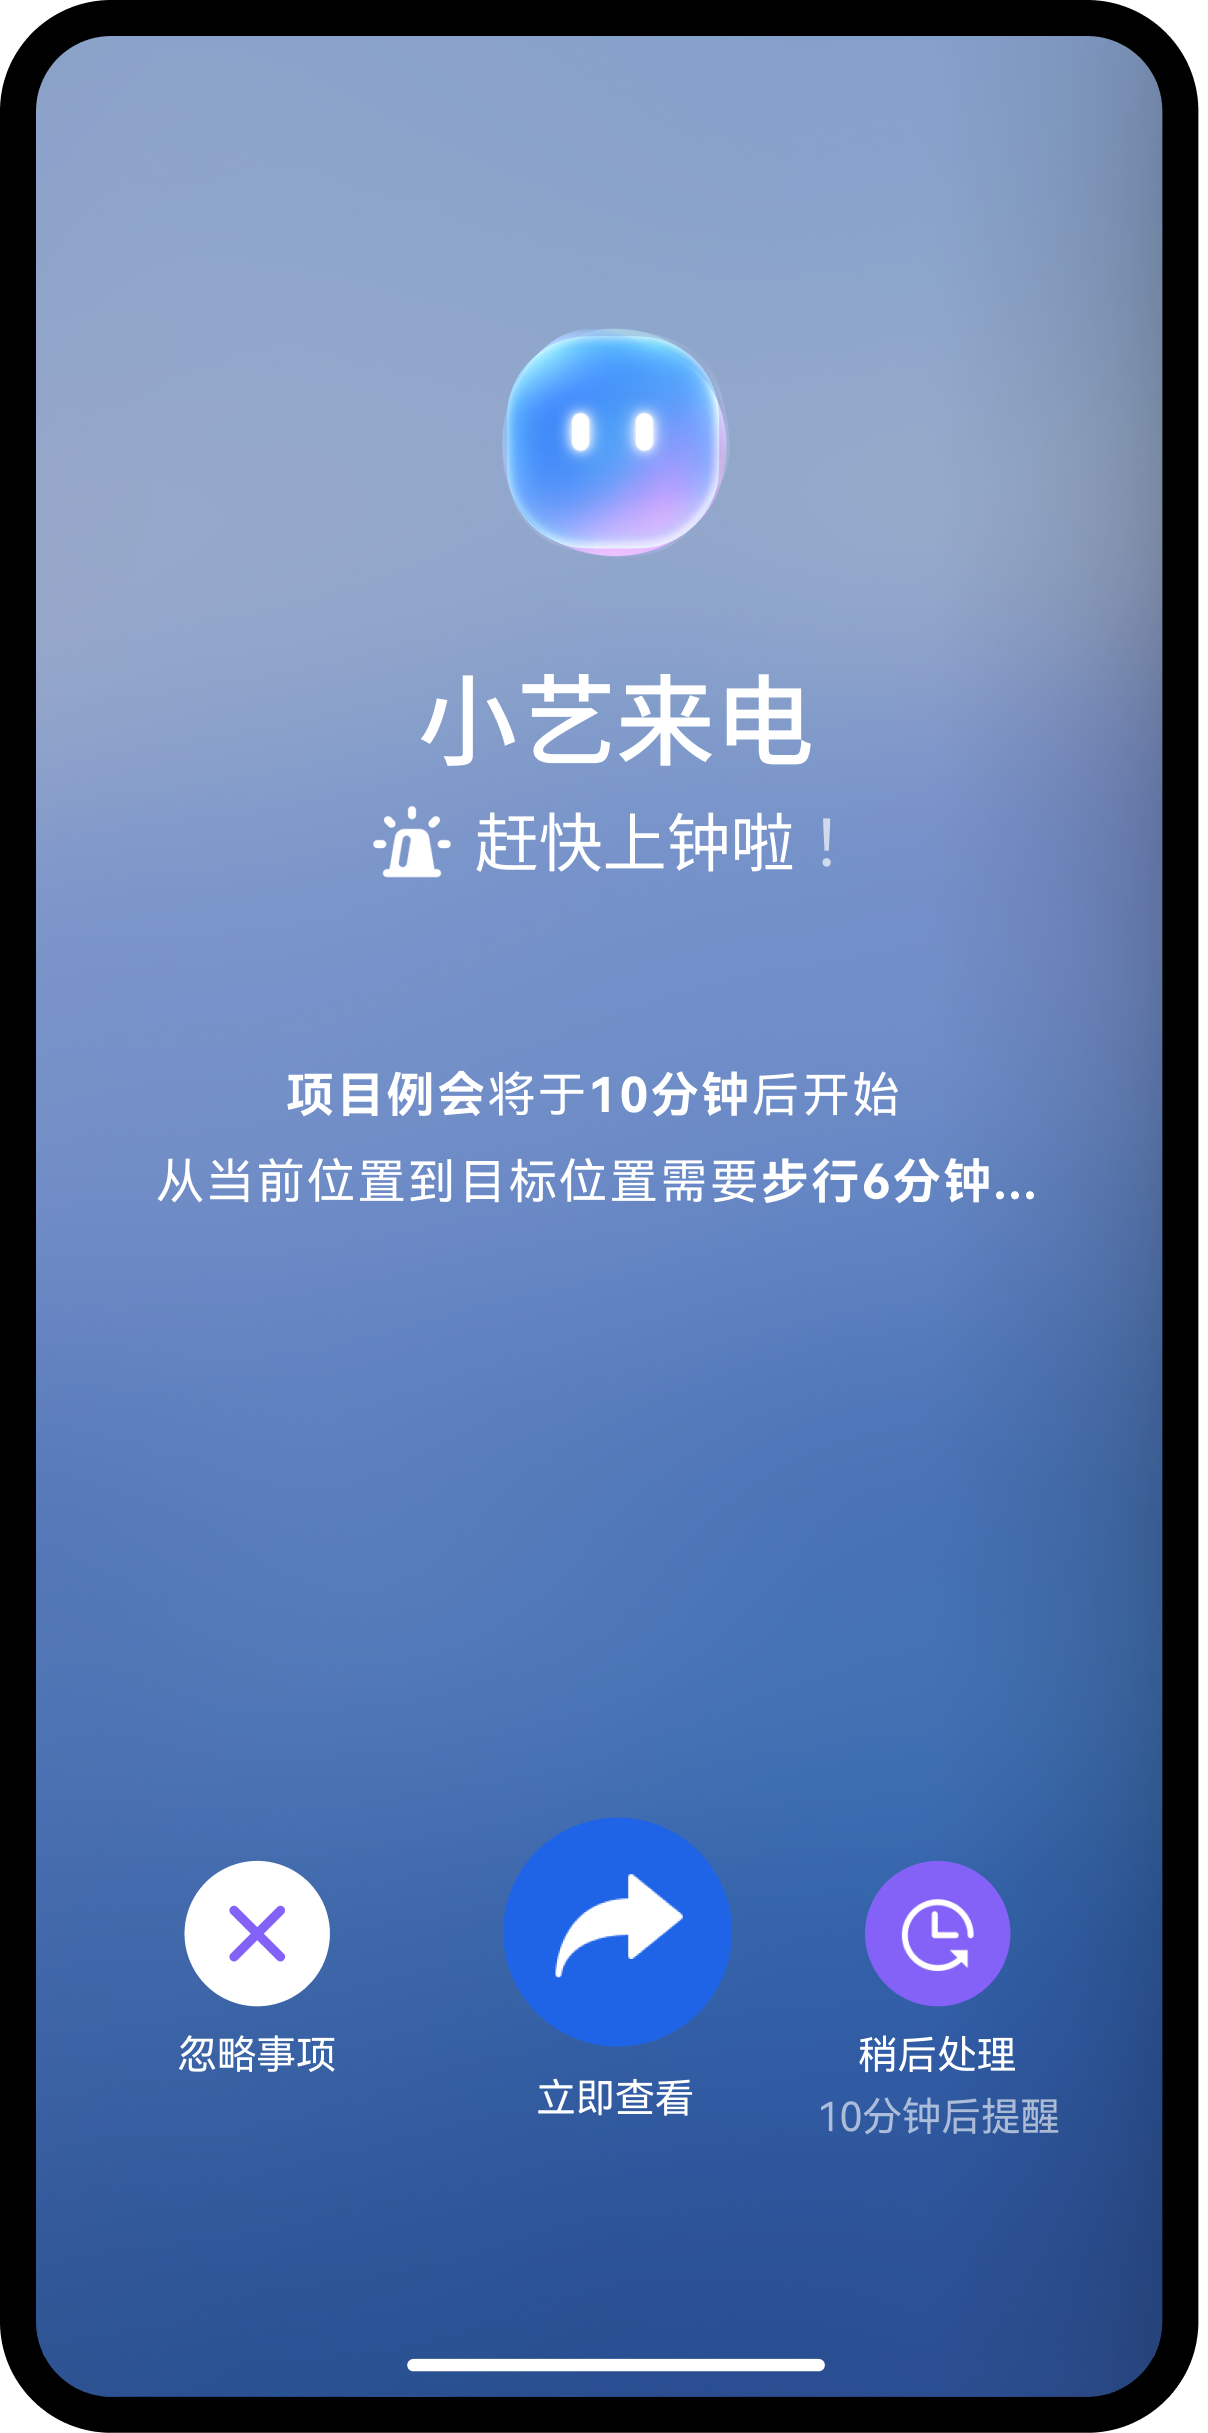 小艺来电
赶快上钟啦！
项目例会将于10分钟后开始
从当前位置到目标位置需要步行6分钟...
忽略事项
立即查看
稍后处理
10分钟后提醒